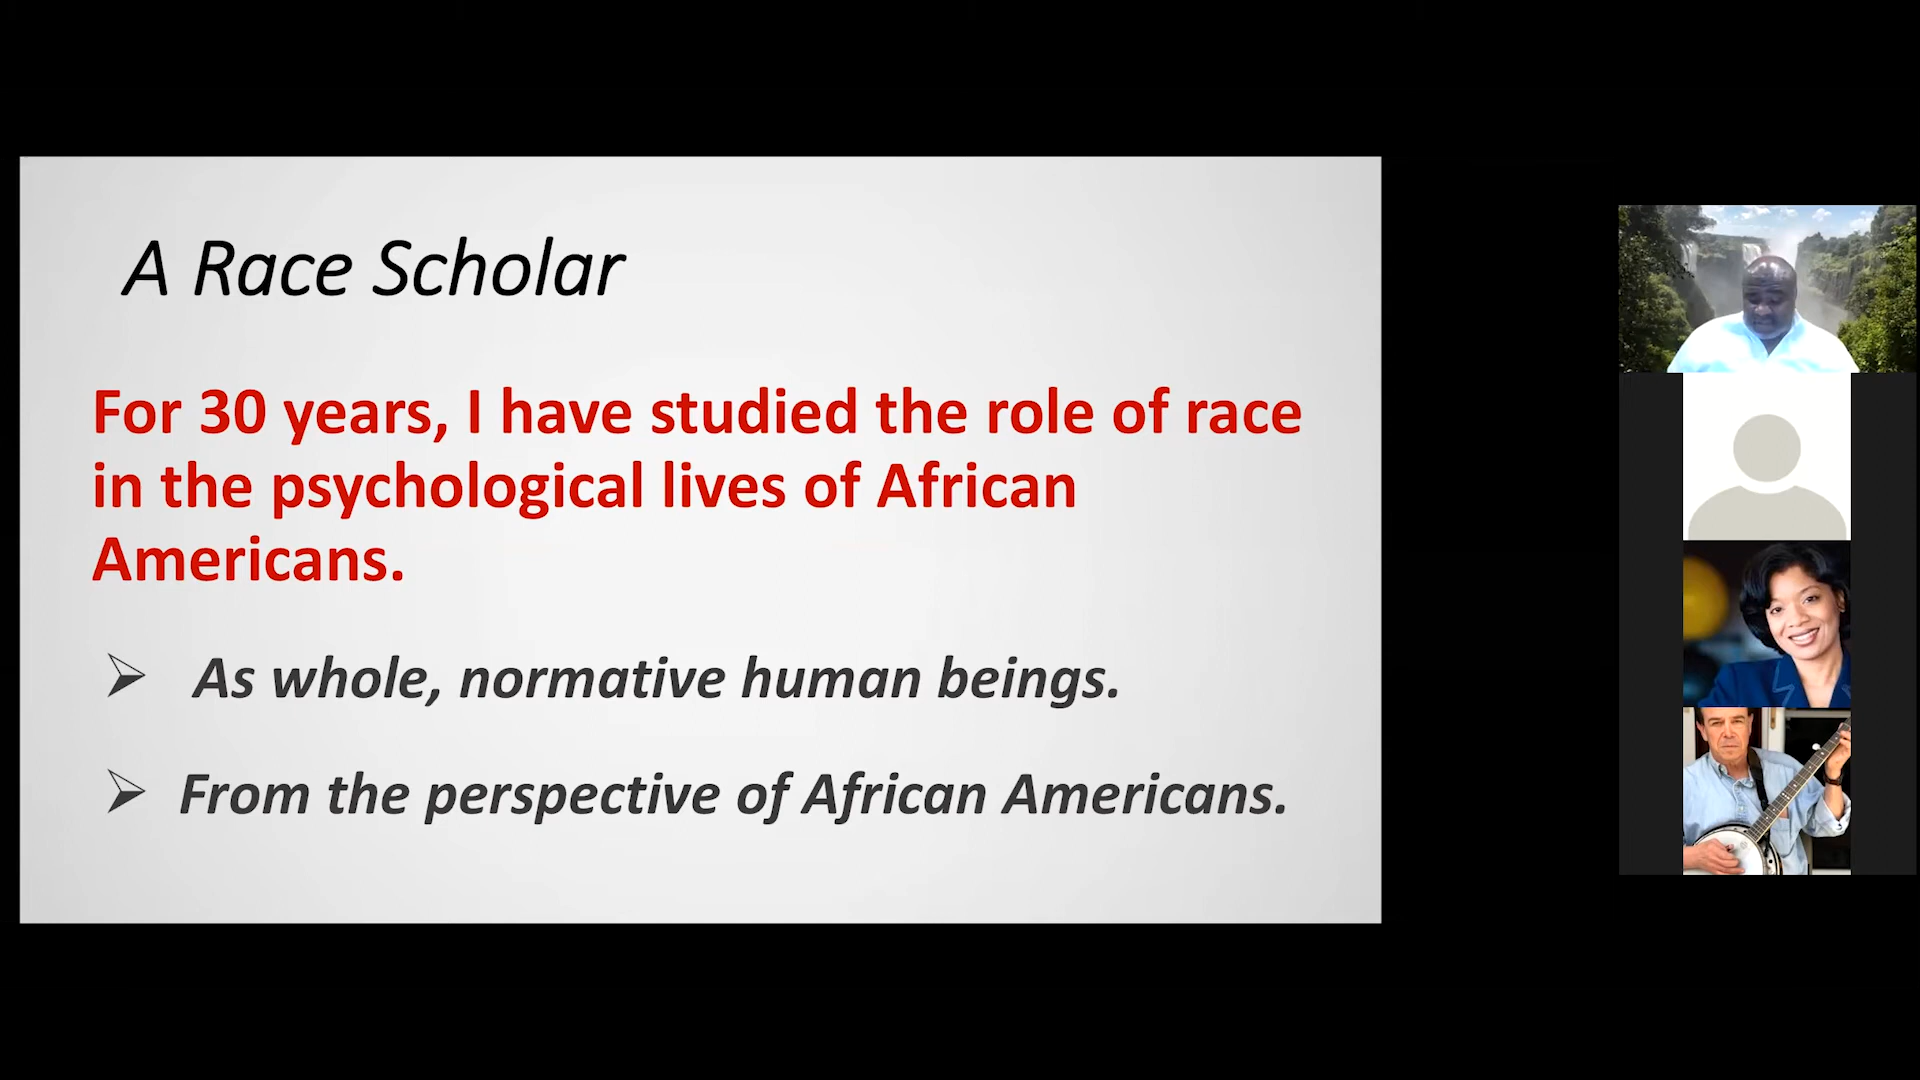 A Race Scholar
For 30 years, I have studied the role of race
in the psychological lives of African
Americans.
As whole, normative human beings.
From the perspective of African Americans.